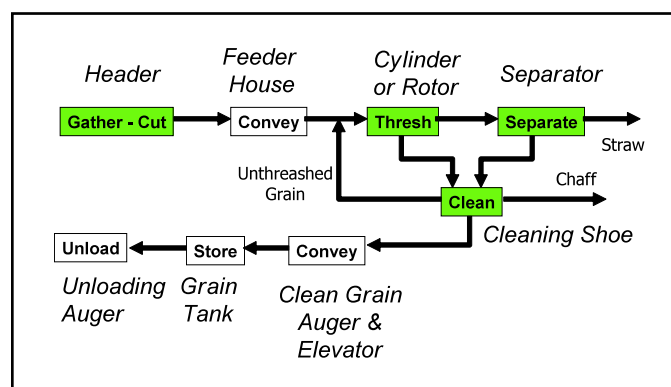 Header
Feeder
House
Cylinder
or Rotor
Separator
Gather - Cut
Convey
Thresh
Separate
Straw
Unthreashed
Grain
Chaff
Clean
Cleaning Shoe
Unload
Store
Convey
Unloading
Auger
Grain
Tank
Clean Grain
Auger &
Elevator